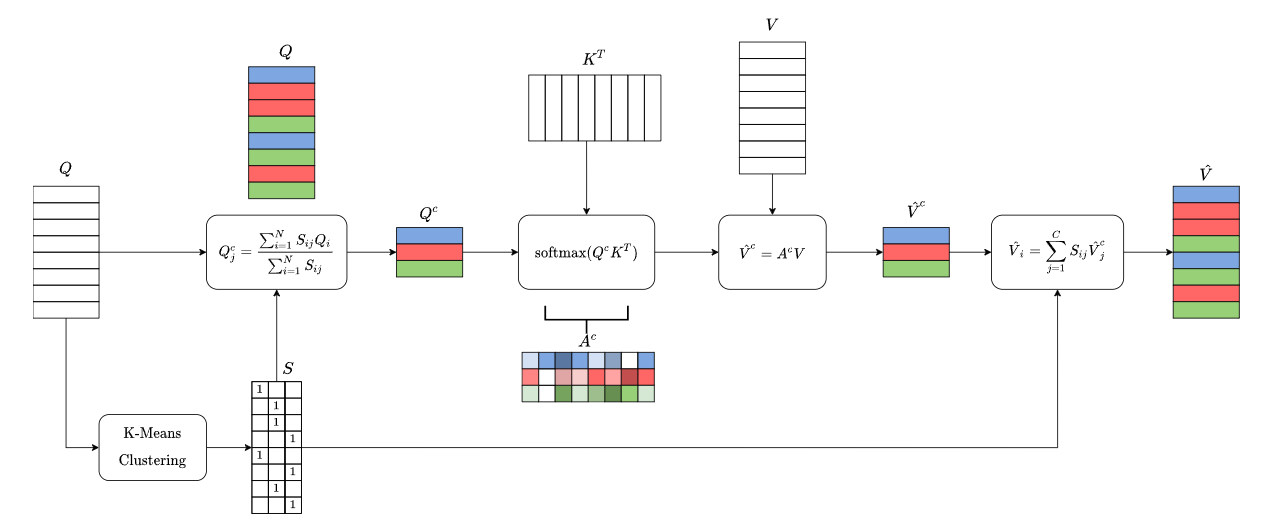 Q
Q
K^T
V
Q^c_j = \frac{\sum_{i=1}^{N} S_{ij} Q_i}{\sum_{i=1}^{N} S_{ij}}
Q^c
softmax(Q^c K^T)
\hat{V}^c = A^c V
\hat{V}^c
\hat{V}_i = \sum_{j=1}^{C} S_{ij} \hat{V}^c_j
\hat{V}
A^c
S
1
1
1
1
1
1
1
1
K-Means
Clustering